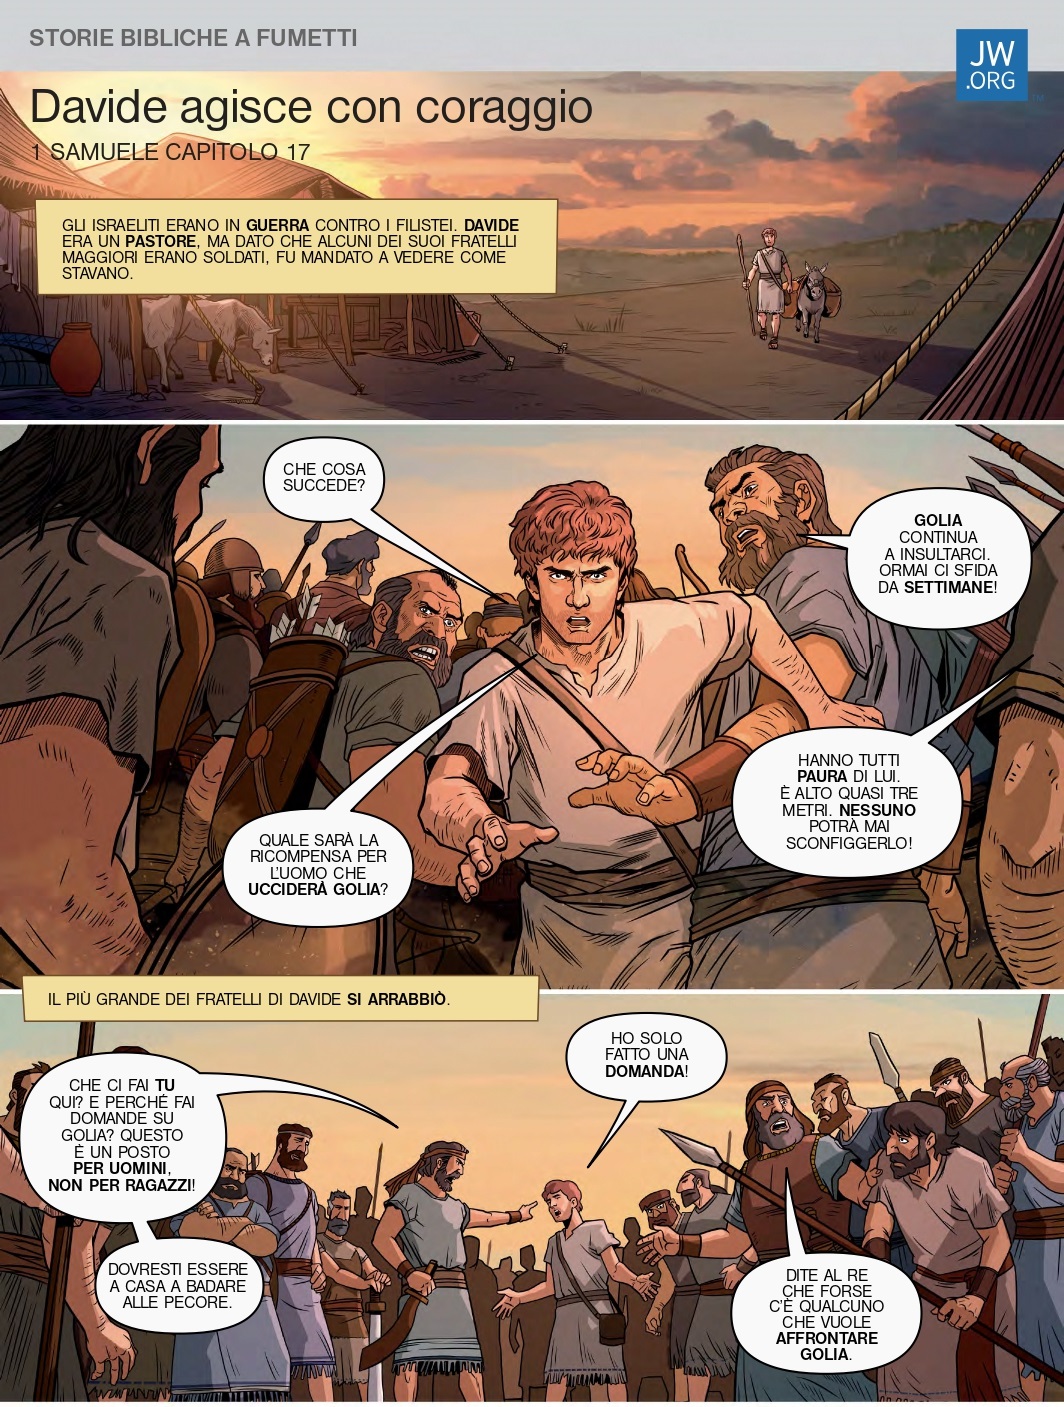 STORIE BIBLICHE A FUMETTI
JW
.ORG
Davide agisce con coraggio
1 SAMUELE CAPITOLO 17
GLI ISRAELITI ERANO IN GUERRA CONTRO I FILISTEI. DAVIDE
ERA UN PASTORE, MA DATO CHE ALCUNI DEI SUOI FRATELLI
MAGGIORI ERANO SOLDATI, FU MANDATO A VEDERE COME
STAVANO.
CHE COSA
SUCCEDE?
GOLIA
CONTINUA
A INSULTARCI.
ORMAI CI SFIDA
DA SETTIMANE!
HANNO TUTTI
PAURA DI LUI.
È ALTO QUASI TRE
METRI. NESSUNO
POTRÀ MAI
SCONFIGGERLO!
QUALE SARÀ LA
RICOMPENSA PER
L'UOMO CHE
UCCIDERÀ GOLIA?
IL PIÙ GRANDE DEI FRATELLI DI DAVIDE SI ARRABBIÒ.
CHE CI FAI TU
QUI? E PERCHÉ FAI
DOMANDE SU
GOLIA? QUESTO
È UN POSTO
PER UOMINI,
NON PER RAGAZZI!
DOVRESTI ESSERE
A CASA A BADARE
ALLE PECORE.
HO SOLO
FATTO UNA
DOMANDA!
DITE AL RE
CHE FORSE
C'È QUALCUNO
CHE VUOLE
AFFRONTARE
GOLIA.